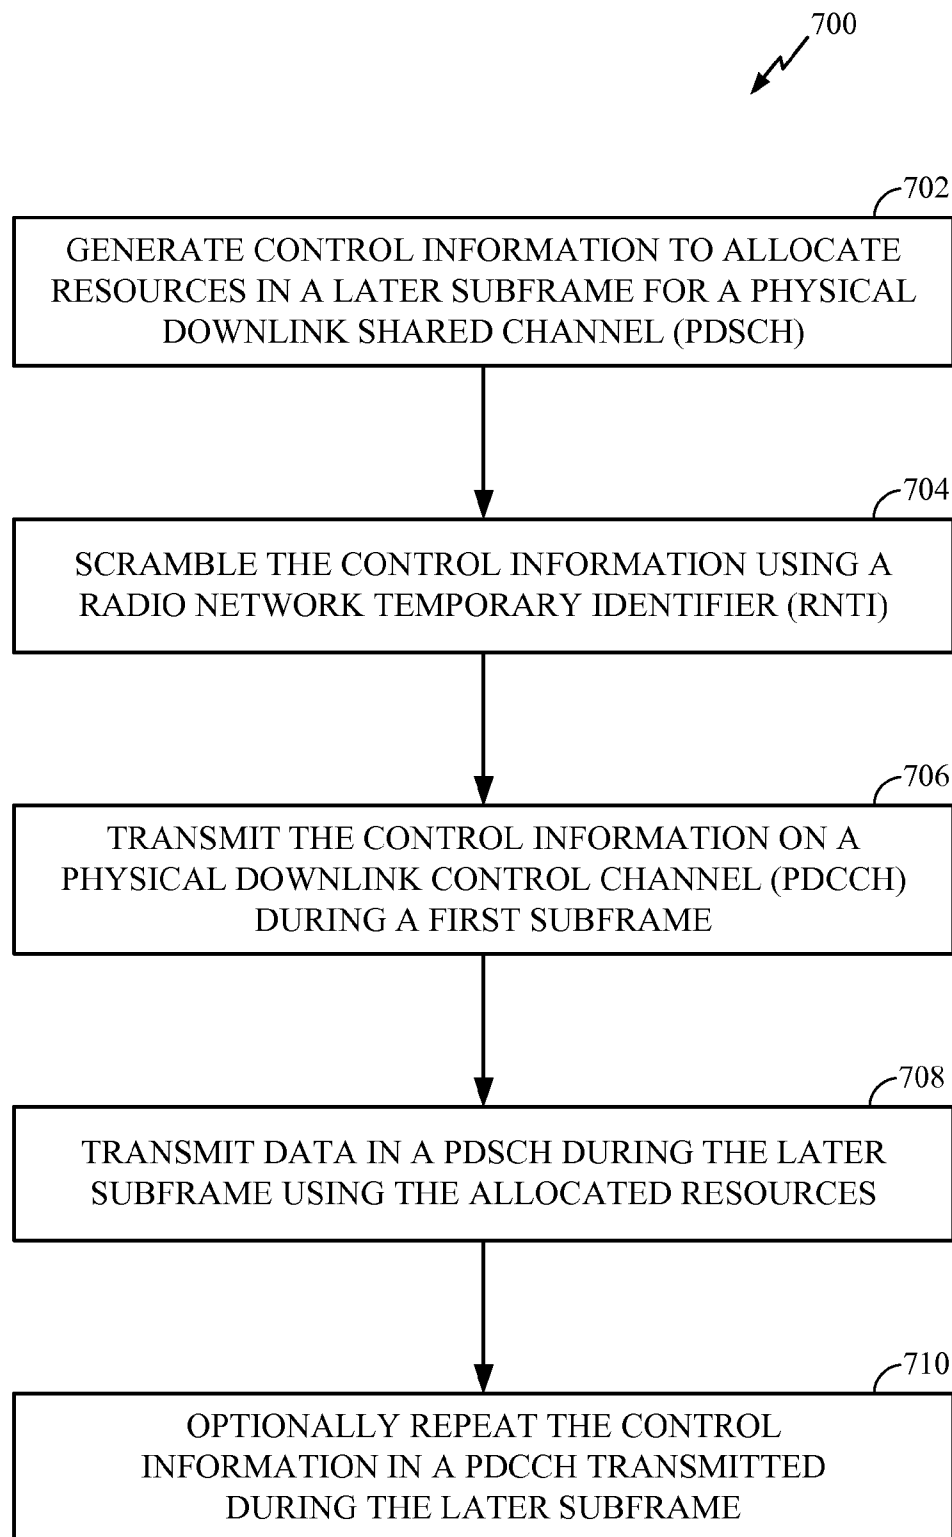 700
702
GENERATE CONTROL INFORMATION TO ALLOCATE
RESOURCES IN A LATER SUBFRAME FOR A PHYSICAL
DOWNLINK SHARED CHANNEL (PDSCH)
704
SCRAMBLE THE CONTROL INFORMATION USING A
RADIO NETWORK TEMPORARY IDENTIFIER (RNTI)
706
TRANSMIT THE CONTROL INFORMATION ON A
PHYSICAL DOWNLINK CONTROL CHANNEL (PDCCH)
DURING A FIRST SUBFRAME
708
TRANSMIT DATA IN A PDSCH DURING THE LATER
SUBFRAME USING THE ALLOCATED RESOURCES
710
OPTIONALLY REPEAT THE CONTROL
INFORMATION IN A PDCCH TRANSMITTED
DURING THE LATER SUBFRAME